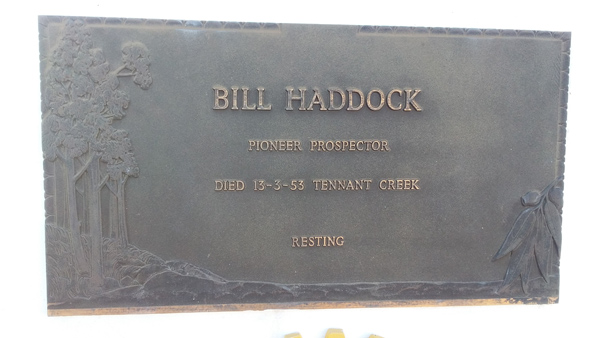 BILL HADDOCK
PIONEER PROSPECTOR
DIED 13-3-53 TENNANT CREEK
RESTING